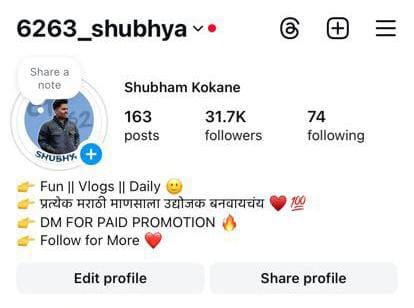 6263_shubhya
Share a
note
Shubham Kokane
163
posts
31.7K
followers
74
following
SHUBHY
👉 Fun || Vlogs || Daily 🙂
👉 प्रत्येक मराठी माणसाला उद्योजक बनवायचंय ♥️ 💯
👉 DM FOR PAID PROMOTION 🔥
👉 Follow for More ❤️
Edit profile
Share profile